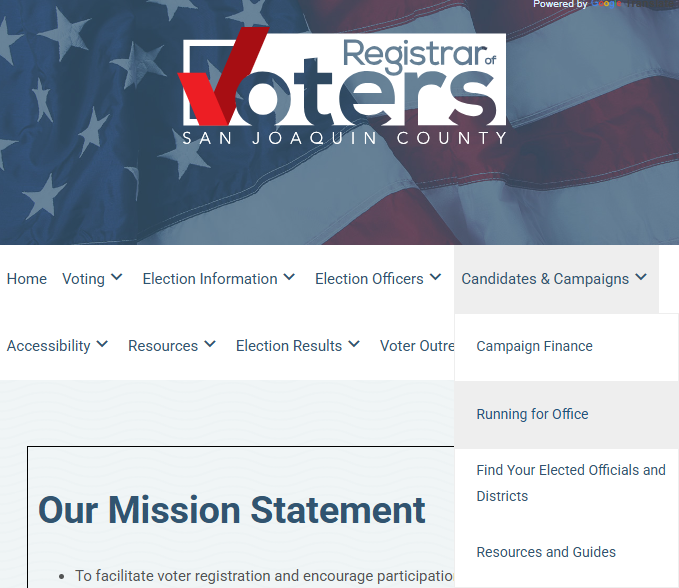 Powered by
Registrar of
Voters
SAN JOAQUIN COUNTY
Home Voting Election Information Election Officers Candidates & Campaigns
Accessibility Resources Election Results Voter Outre
Campaign Finance
Running for Office
Find Your Elected Officials and
Districts
Resources and Guides
Our Mission Statement
• To facilitate voter registration and encourage participatio